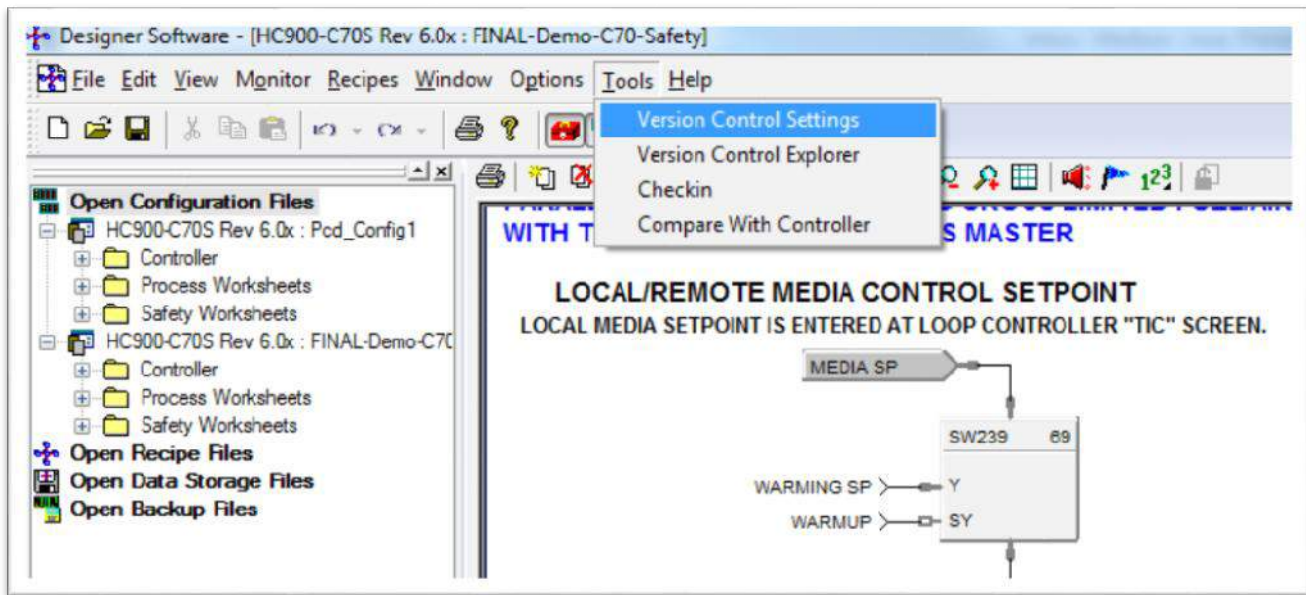 Designer Software - [HC900-C70S Rev 6.0x : FINAL-Demo-C70-Safety]
File Edit View Monitor Recipes Window Options Tools Help
Version Control Settings
Version Control Explorer
Checkin
Compare With Controller
123
Open Configuration Files
HC900-C70S Rev 6.0x : Pcd_Config1
Controller
Process Worksheets
Safety Worksheets
HC900-C70S Rev 6.0x : FINAL-Demo-C70
Controller
Process Worksheets
Safety Worksheets
Open Recipe Files
Open Data Storage Files
Open Backup Files
WITH T
S MASTER
LOCAL/REMOTE MEDIA CONTROL SETPOINT
LOCAL MEDIA SETPOINT IS ENTERED AT LOOP CONTROLLER "TIC" SCREEN.
MEDIA SP
SW239 69
WARMING SP Y
WARMUP SY